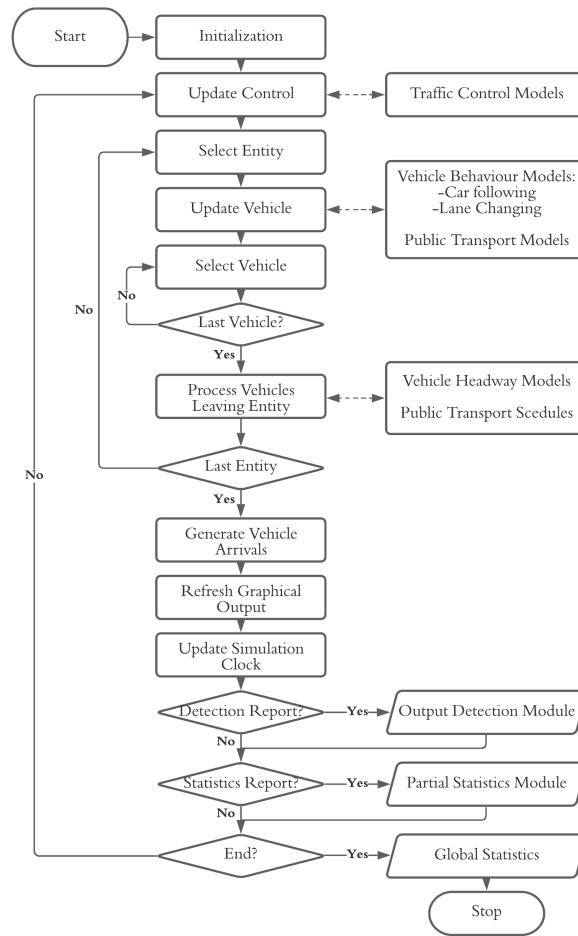 Start
Initialization
Update Control
Traffic Control Models
Select Entity
Vehicle Behaviour Models:
-Car following
-Lane Changing
Public Transport Models
Update Vehicle
Select Vehicle
No
No
Last Vehicle?
Yes
Process Vehicles
Leaving Entity
Vehicle Headway Models
Public Transport Scedules
Last Entity
No
Yes
Generate Vehicle
Arrivals
Refresh Graphical
Output
Update Simulation
Clock
Detection Report?
Yes
Output Detection Module
No
Statistics Report?
Yes
Partial Statistics Module
No
End?
Yes
Global Statistics
Stop